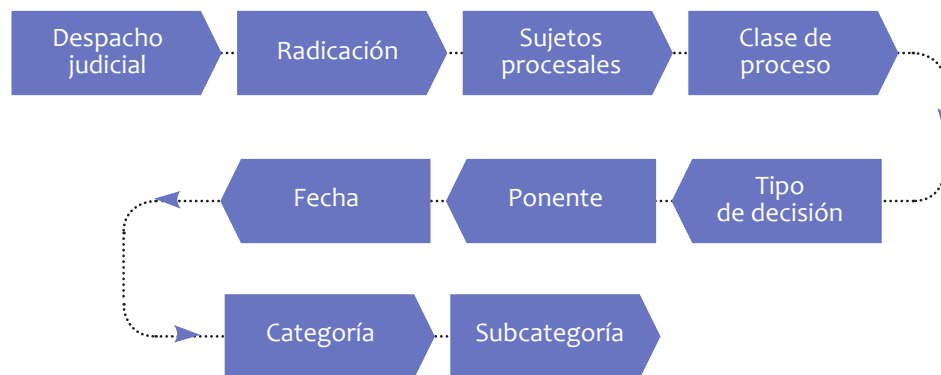 Despacho
judicial
Radicación
Sujetos
procesales
Clase de
proceso
Tipo
de decisión
Ponente
Fecha
Categoría
Subcategoría